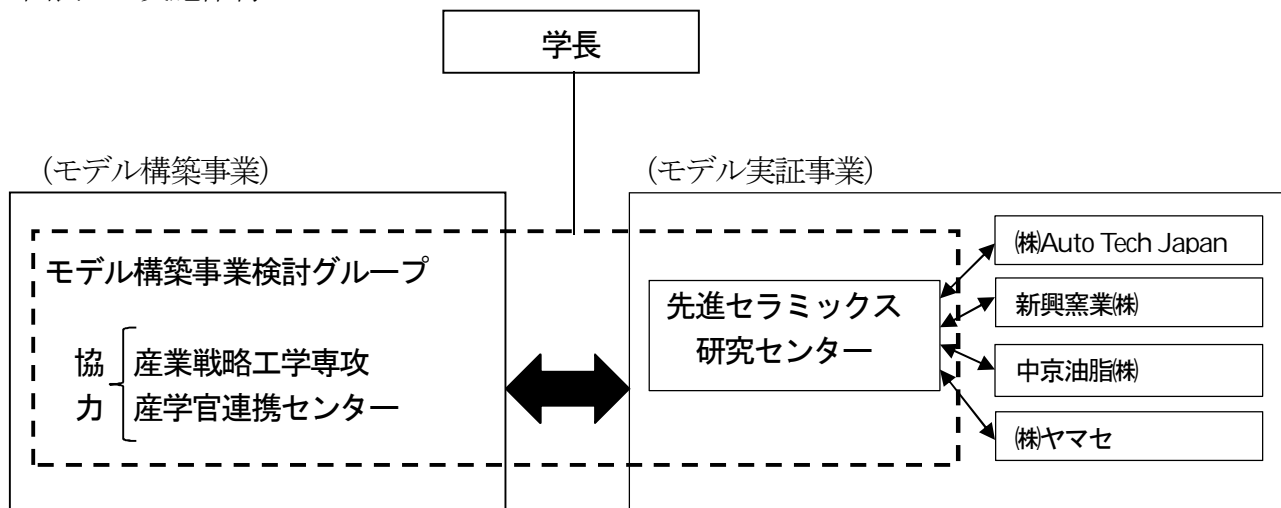 学長
(モデル構築事業)
(モデル実証事業)
モデル構築事業検討グループ
協力
産業戦略工学専攻
産学官連携センター
先進セラミックス
研究センター
㈱Auto Tech Japan
新興窯業㈱
中京油脂㈱
㈱ヤマセ